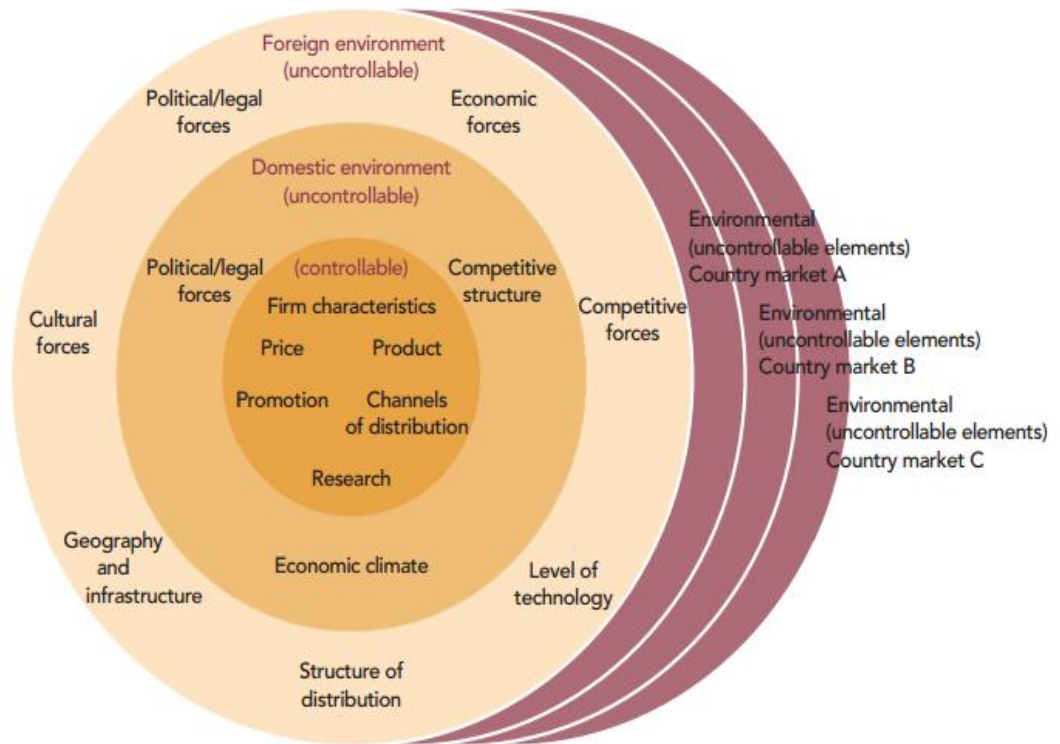 Foreign environment
(uncontrollable)
Political/legal
forces
Economic
forces
Domestic environment
(uncontrollable)
Political/legal
forces
(controllable)
Competitive
structure
Firm characteristics
Cultural
forces
Competitive
forces
Price
Product
Promotion
Channels
of distribution
Research
Geography
and
infrastructure
Economic climate
Level of
technology
Structure of
distribution
Environmental
(uncontrollable elements)
Country market A
Environmental
(uncontrollable elements)
Country market B
Environmental
(uncontrollable elements)
Country market C